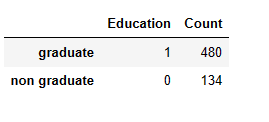 Education Count
graduate 1 480
non graduate 0 134